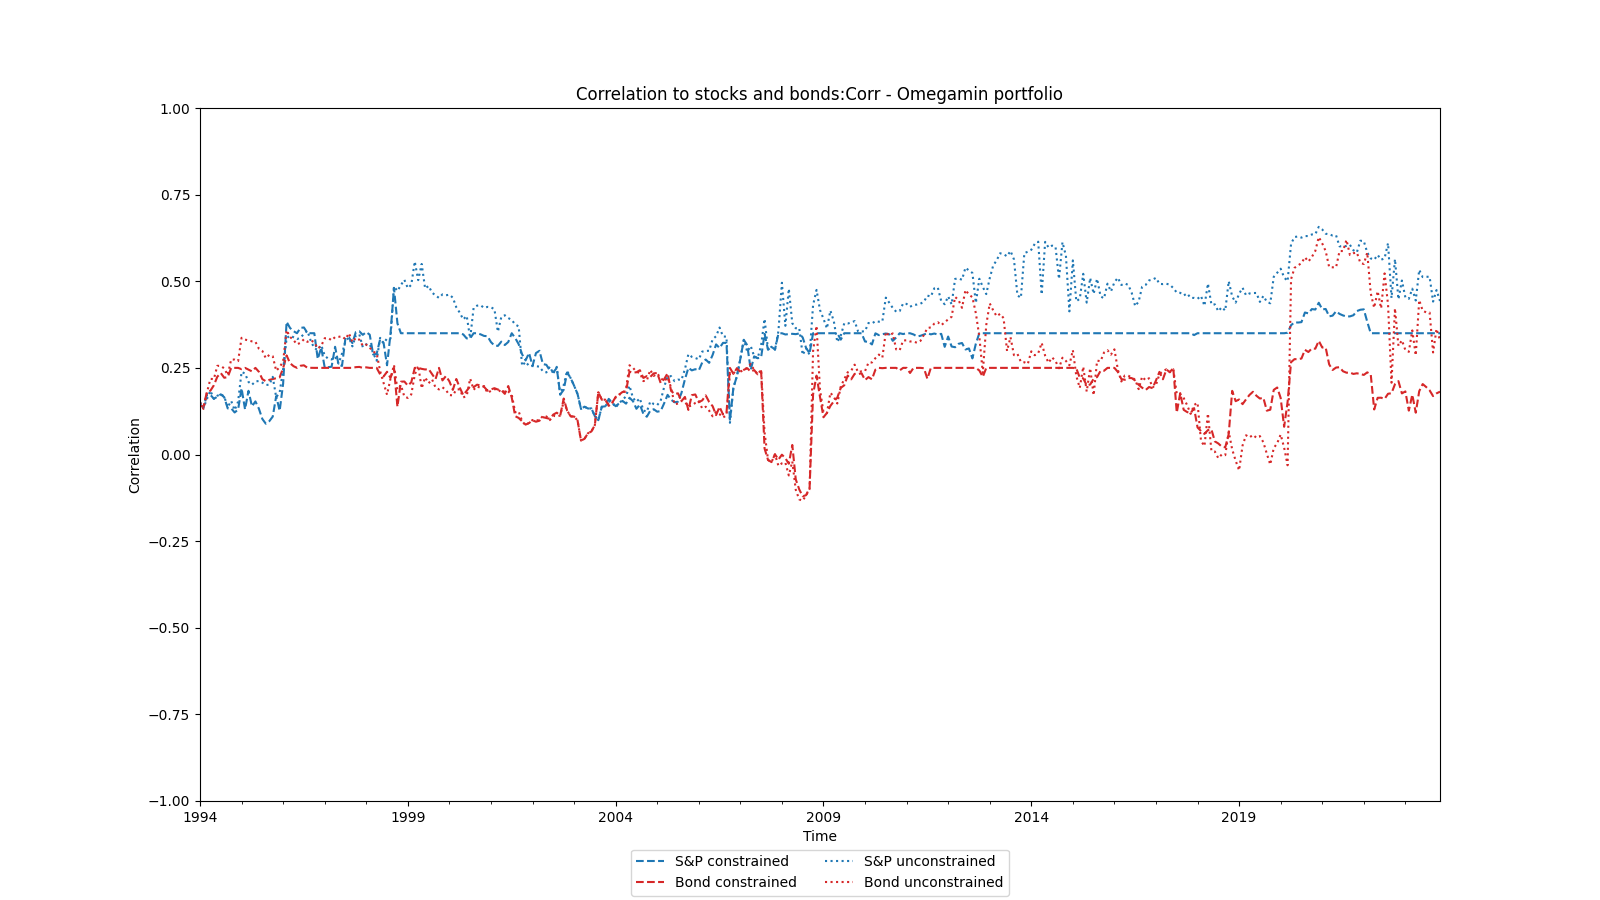 Correlation to stocks and bonds:Corr - Omegamin portfolio
1.00
0.75
0.50
0.25
0.00
−0.25
−0.50
−0.75
−1.00
Correlation
1994 1999 2004 2009 2014 2019
Time
S&P constrained S&P unconstrained
Bond constrained Bond unconstrained